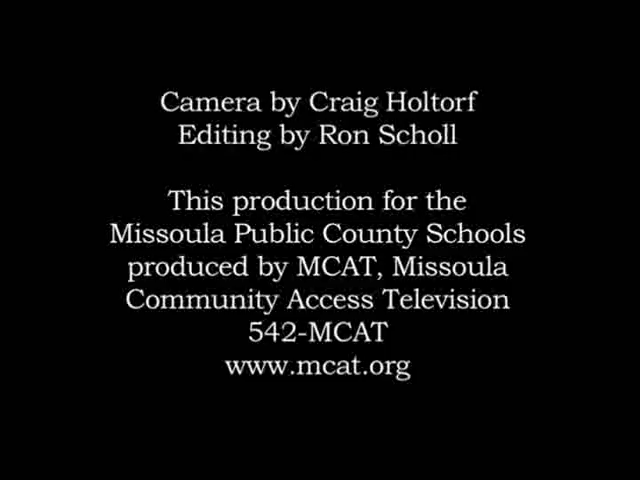 Camera by Craig Holtorf
Editing by Ron Scholl
This production for the
Missoula Public County Schools
produced by MCAT, Missoula
Community Access Television
542-MCAT
www.mcat.org